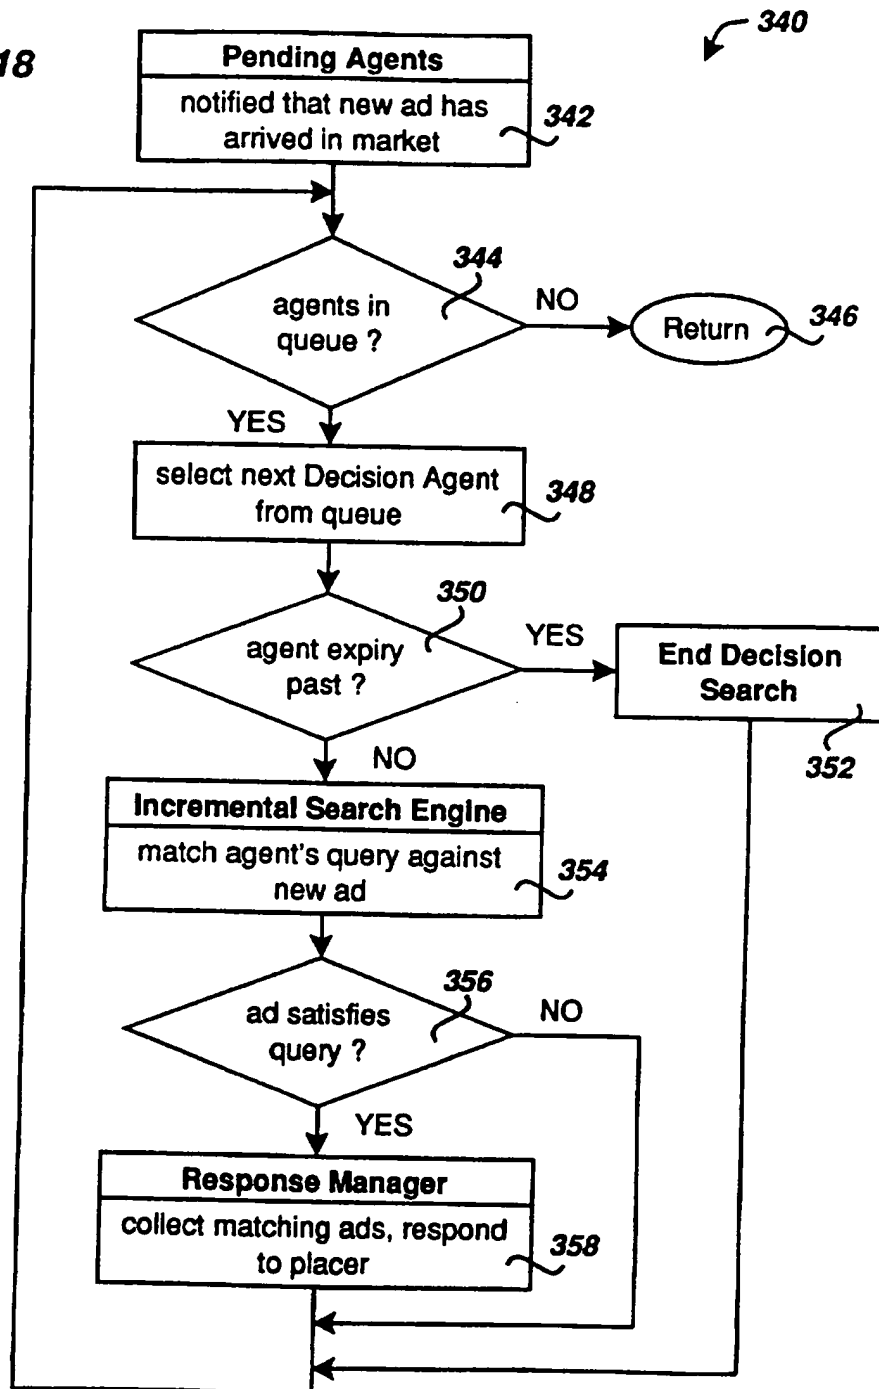 18
340
Pending Agents
notified that new ad has
arrived in market
342
344
agents in
queue ?
NO
Return
346
YES
select next Decision Agent
from queue
348
350
agent expiry
past ?
YES
End Decision
Search
352
NO
Incremental Search Engine
match agent's query against
new ad
354
356
ad satisfies
query ?
NO
YES
Response Manager
collect matching ads, respond
to placer
358